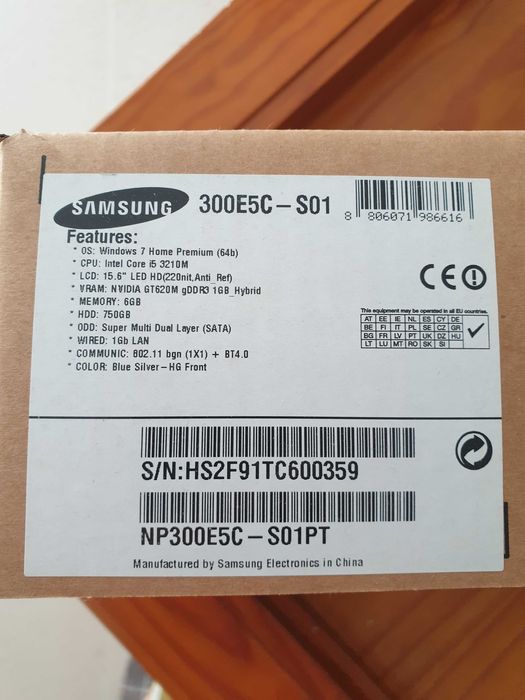 SAMSUNG 300E5C-S01
8 806071 986616
Features:
* OS: Windows 7 Home Premium (64b)
* CPU: Intel Core i5 3210M
* LCD: 15.6" LED HD(220nit,Anti_Ref)
* VRAM: NVIDIA GT620M gDDR3 1GB_Hybrid
* MEMORY: 6GB
* HDD: 750GB
* ODD: Super Multi Dual Layer (SATA)
* WIRED: 1Gb LAN
* COMMUNIC: 802.11 bgn (1X1) + BT4.0
* COLOR: Blue Silver-HG Front
CE
This equipment may be operated in all EU countries.
AT EE IE NL ES CY DE
BE FI IT PL SE CZ GR
BG FR LV PT UK DZ HU
LT LU MT RO SK SI
S/N:HS2F91TC600359
NP300E5C-S01PT
Manufactured by Samsung Electronics in China